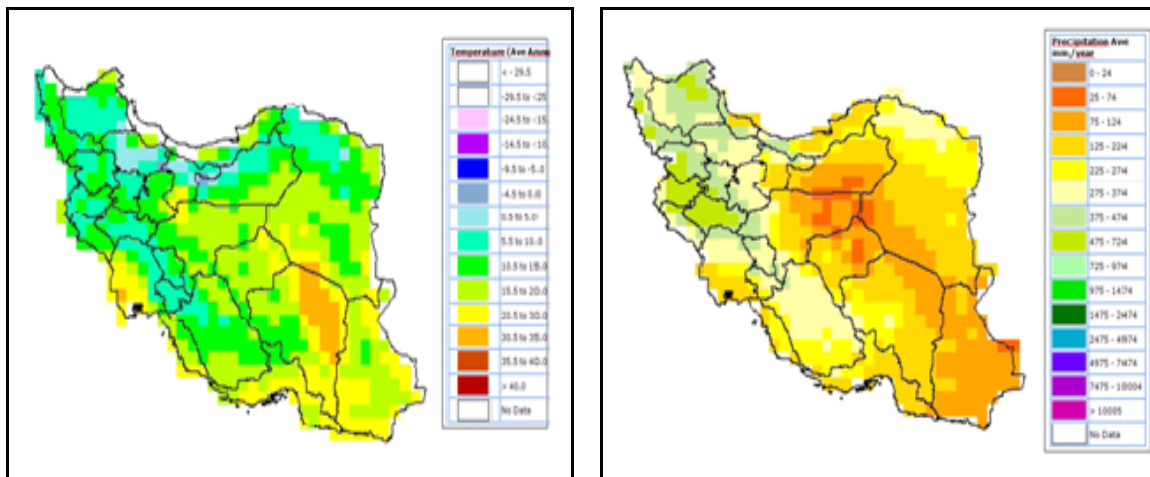 Temperature (Ave Ann
< -29.5
-29.5 to <25
-24.5 to <15.
-14.5 to <10.
-9.5 to -5.0
-4.5 to 0.0
0.5 to 5.0
5.5 to 10.0
10.5 to 15.0
15.5 to 20.0
20.5 to 30.0
30.5 to 35.0
35.5 to 40.0
> 40.0
No Data
Precipitation Ave
mm./year
0 - 24
25 - 74
75 - 124
125 - 224
225 - 274
275 - 374
375 - 474
475 - 724
725 - 974
975 - 1474
1475 - 2474
2475 - 4974
4975 - 7474
7475 - 10004
> 10005
No Data